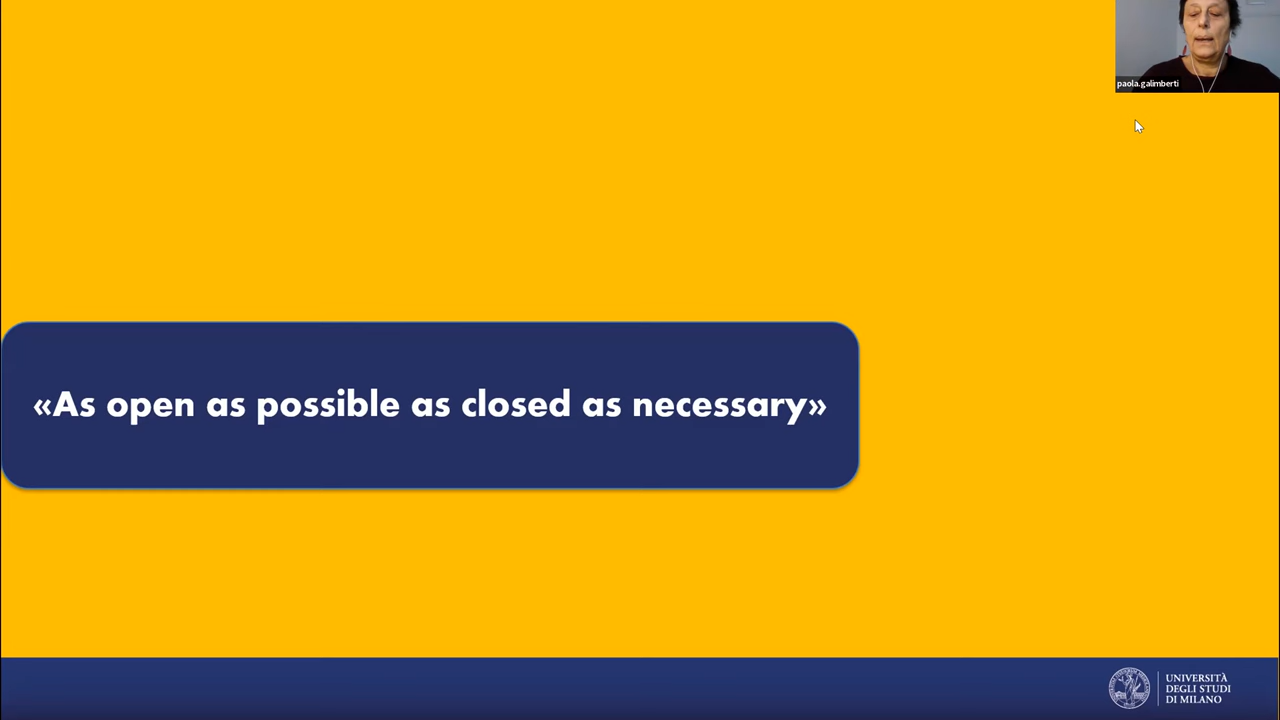 paola.galimberti
«As open as possible as closed as necessary»
UNIVERSITÀ
DEGLI STUDI
DI MILANO